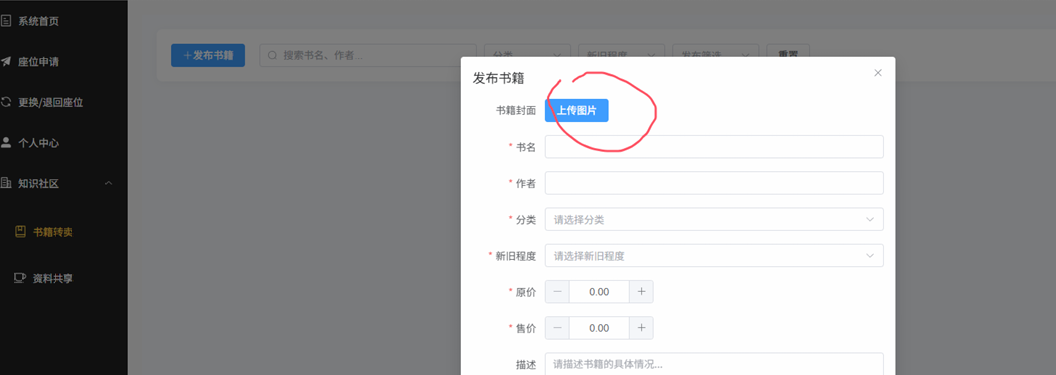 系统首页
座位申请
更换/退回座位
个人中心
知识社区
书籍转卖
资料共享
+发布书籍
搜索书名、作者...
分类
新旧程度
发布筛选
重置
发布书籍
书籍封面
上传图片
* 书名
* 作者
* 分类
请选择分类
* 新旧程度
请选择新旧程度
* 原价
0.00
* 售价
0.00
描述
请描述书籍的具体情况...